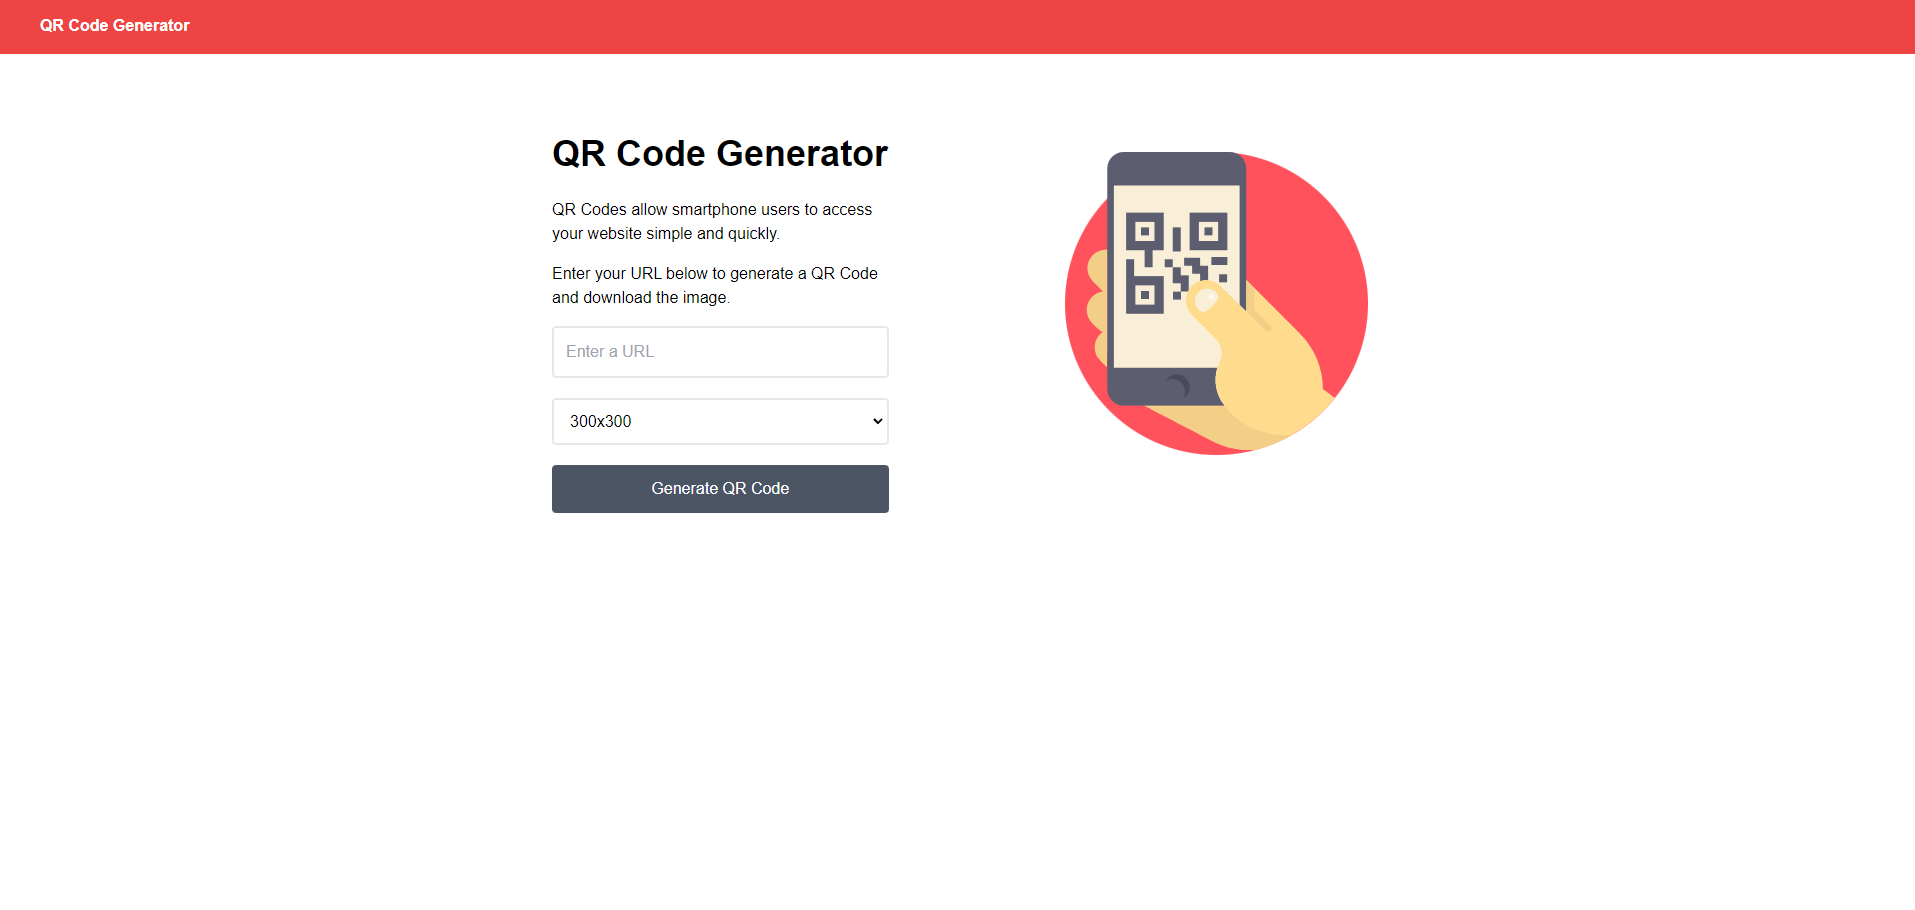 QR Code Generator
QR Code Generator
QR Codes allow smartphone users to access
your website simple and quickly.
Enter your URL below to generate a QR Code
and download the image.
Enter a URL
300x300
Generate QR Code